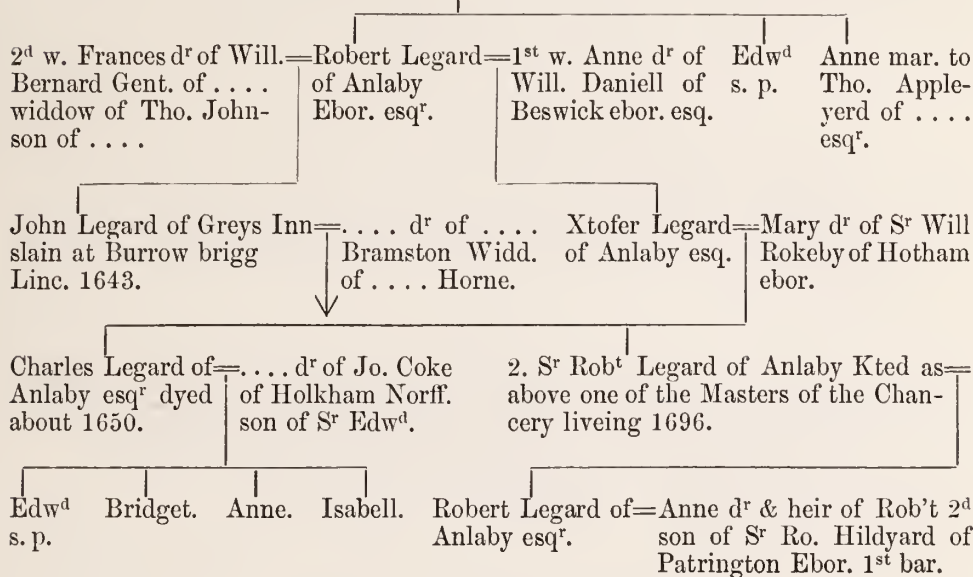 2ᵈ w. Frances dʳ of Will.=Robert Legard=1ˢᵗ w. Anne dʳ of Edwᵈ Anne mar. to
Bernard Gent. of .... of Anlaby Will. Daniell of s. p. Tho. Apple-
widdow of Tho. John- Ebor. esqʳ. Beswick ebor. esq. yerd of ....
son of .... esqʳ.
John Legard of Greys Inn=.... dʳ of .... Xtofer Legard=Mary dʳ of Sʳ Will
slain at Burrow brigg Bramston Widd. of Anlaby esq. Rokeby of Hotham
Linc. 1643. of .... Horne. ebor.
Charles Legard of=.... dʳ of Jo. Coke 2. Sʳ Robᵗ Legard of Anlaby Kted as=
Anlaby esqʳ dyed of Holkham Norff. above one of the Masters of the Chan-
about 1650. son of Sʳ Edwᵈ. cery liveing 1696.
Edwᵈ Bridget. Anne. Isabell. Robert Legard of=Anne dʳ & heir of Rob't 2ᵈ
s. p. Anlaby esqʳ. son of Sʳ Ro. Hildyard of
Patrington Ebor. 1ˢᵗ bar.